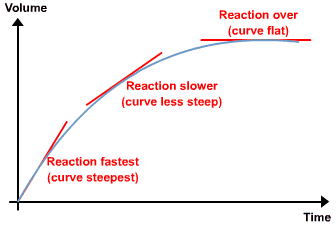 Volume
Reaction over
(curve flat)
Reaction slower
(curve less steep)
Reaction fastest
(curve steepest)
Time